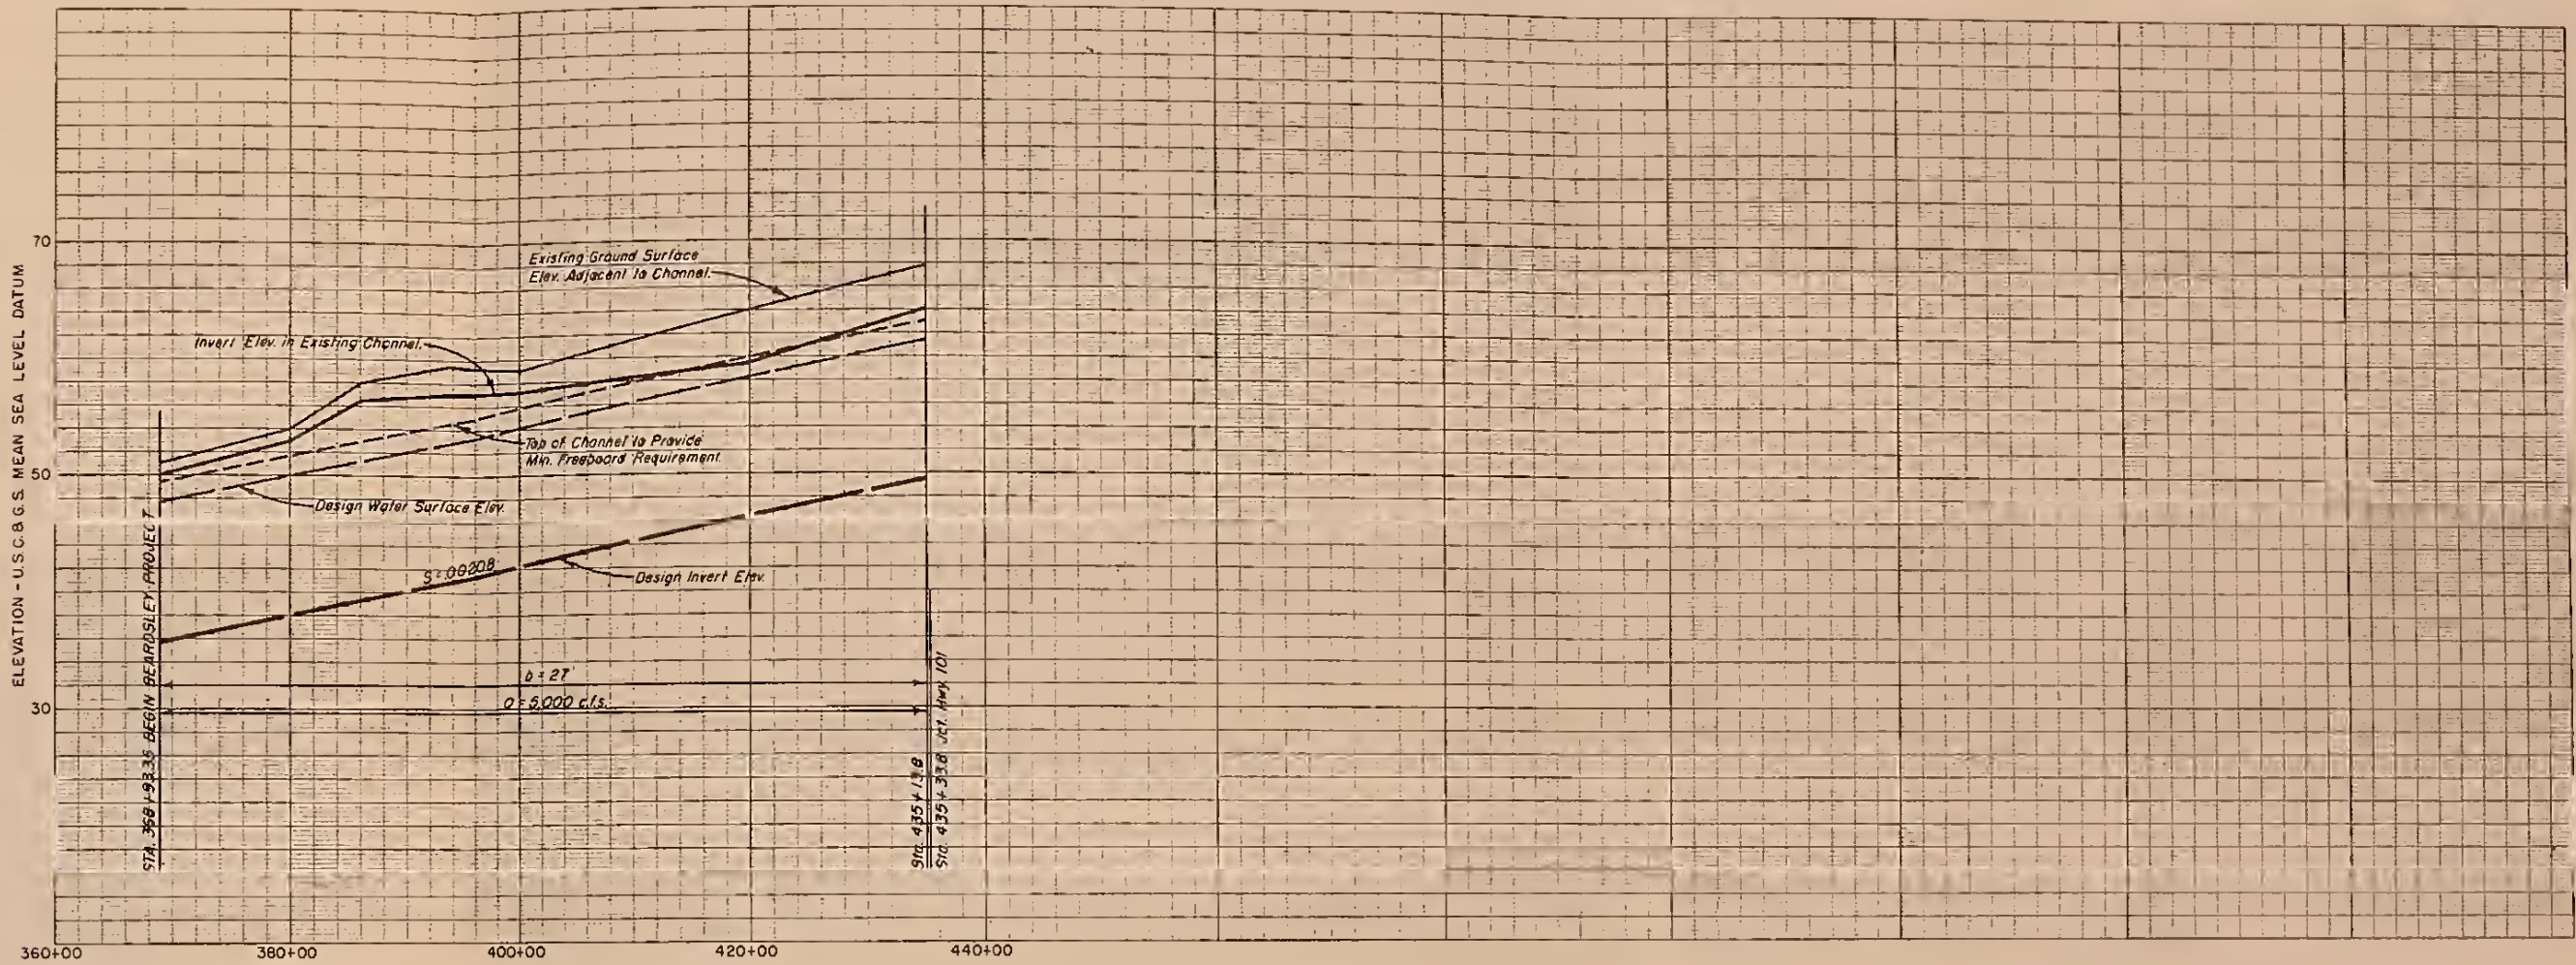 ELEVATION - U.S.C.& G.S. MEAN SEA LEVEL DATUM
70
50
30
Existing Ground Surface
Elev. Adjacent to Channel.
Invert Elev. in Existing Channel.
Top of Channel to Provide
Min. Freeboard Requirement.
Design Water Surface Elev.
S=.00208
Design Invert Elev.
b = 27'
Q = 5,000 c.f.s.
STA. 368+93.35 BEGIN BEARDSLEY PROJECT
Sta. 435+13.8
Sta. 435+33.8 Jct. Hwy. 101
360+00
380+00
400+00
420+00
440+00